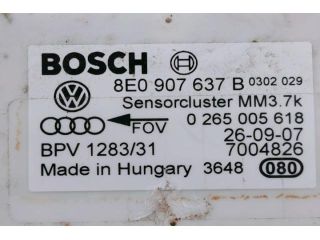 BOSCH
8E0 907 637 B 0302 029
Sensorcluster MM3.7k
FOV 0 265 005 618
26-09-07
BPV 1283/31 7004826
Made in Hungary 3648 080